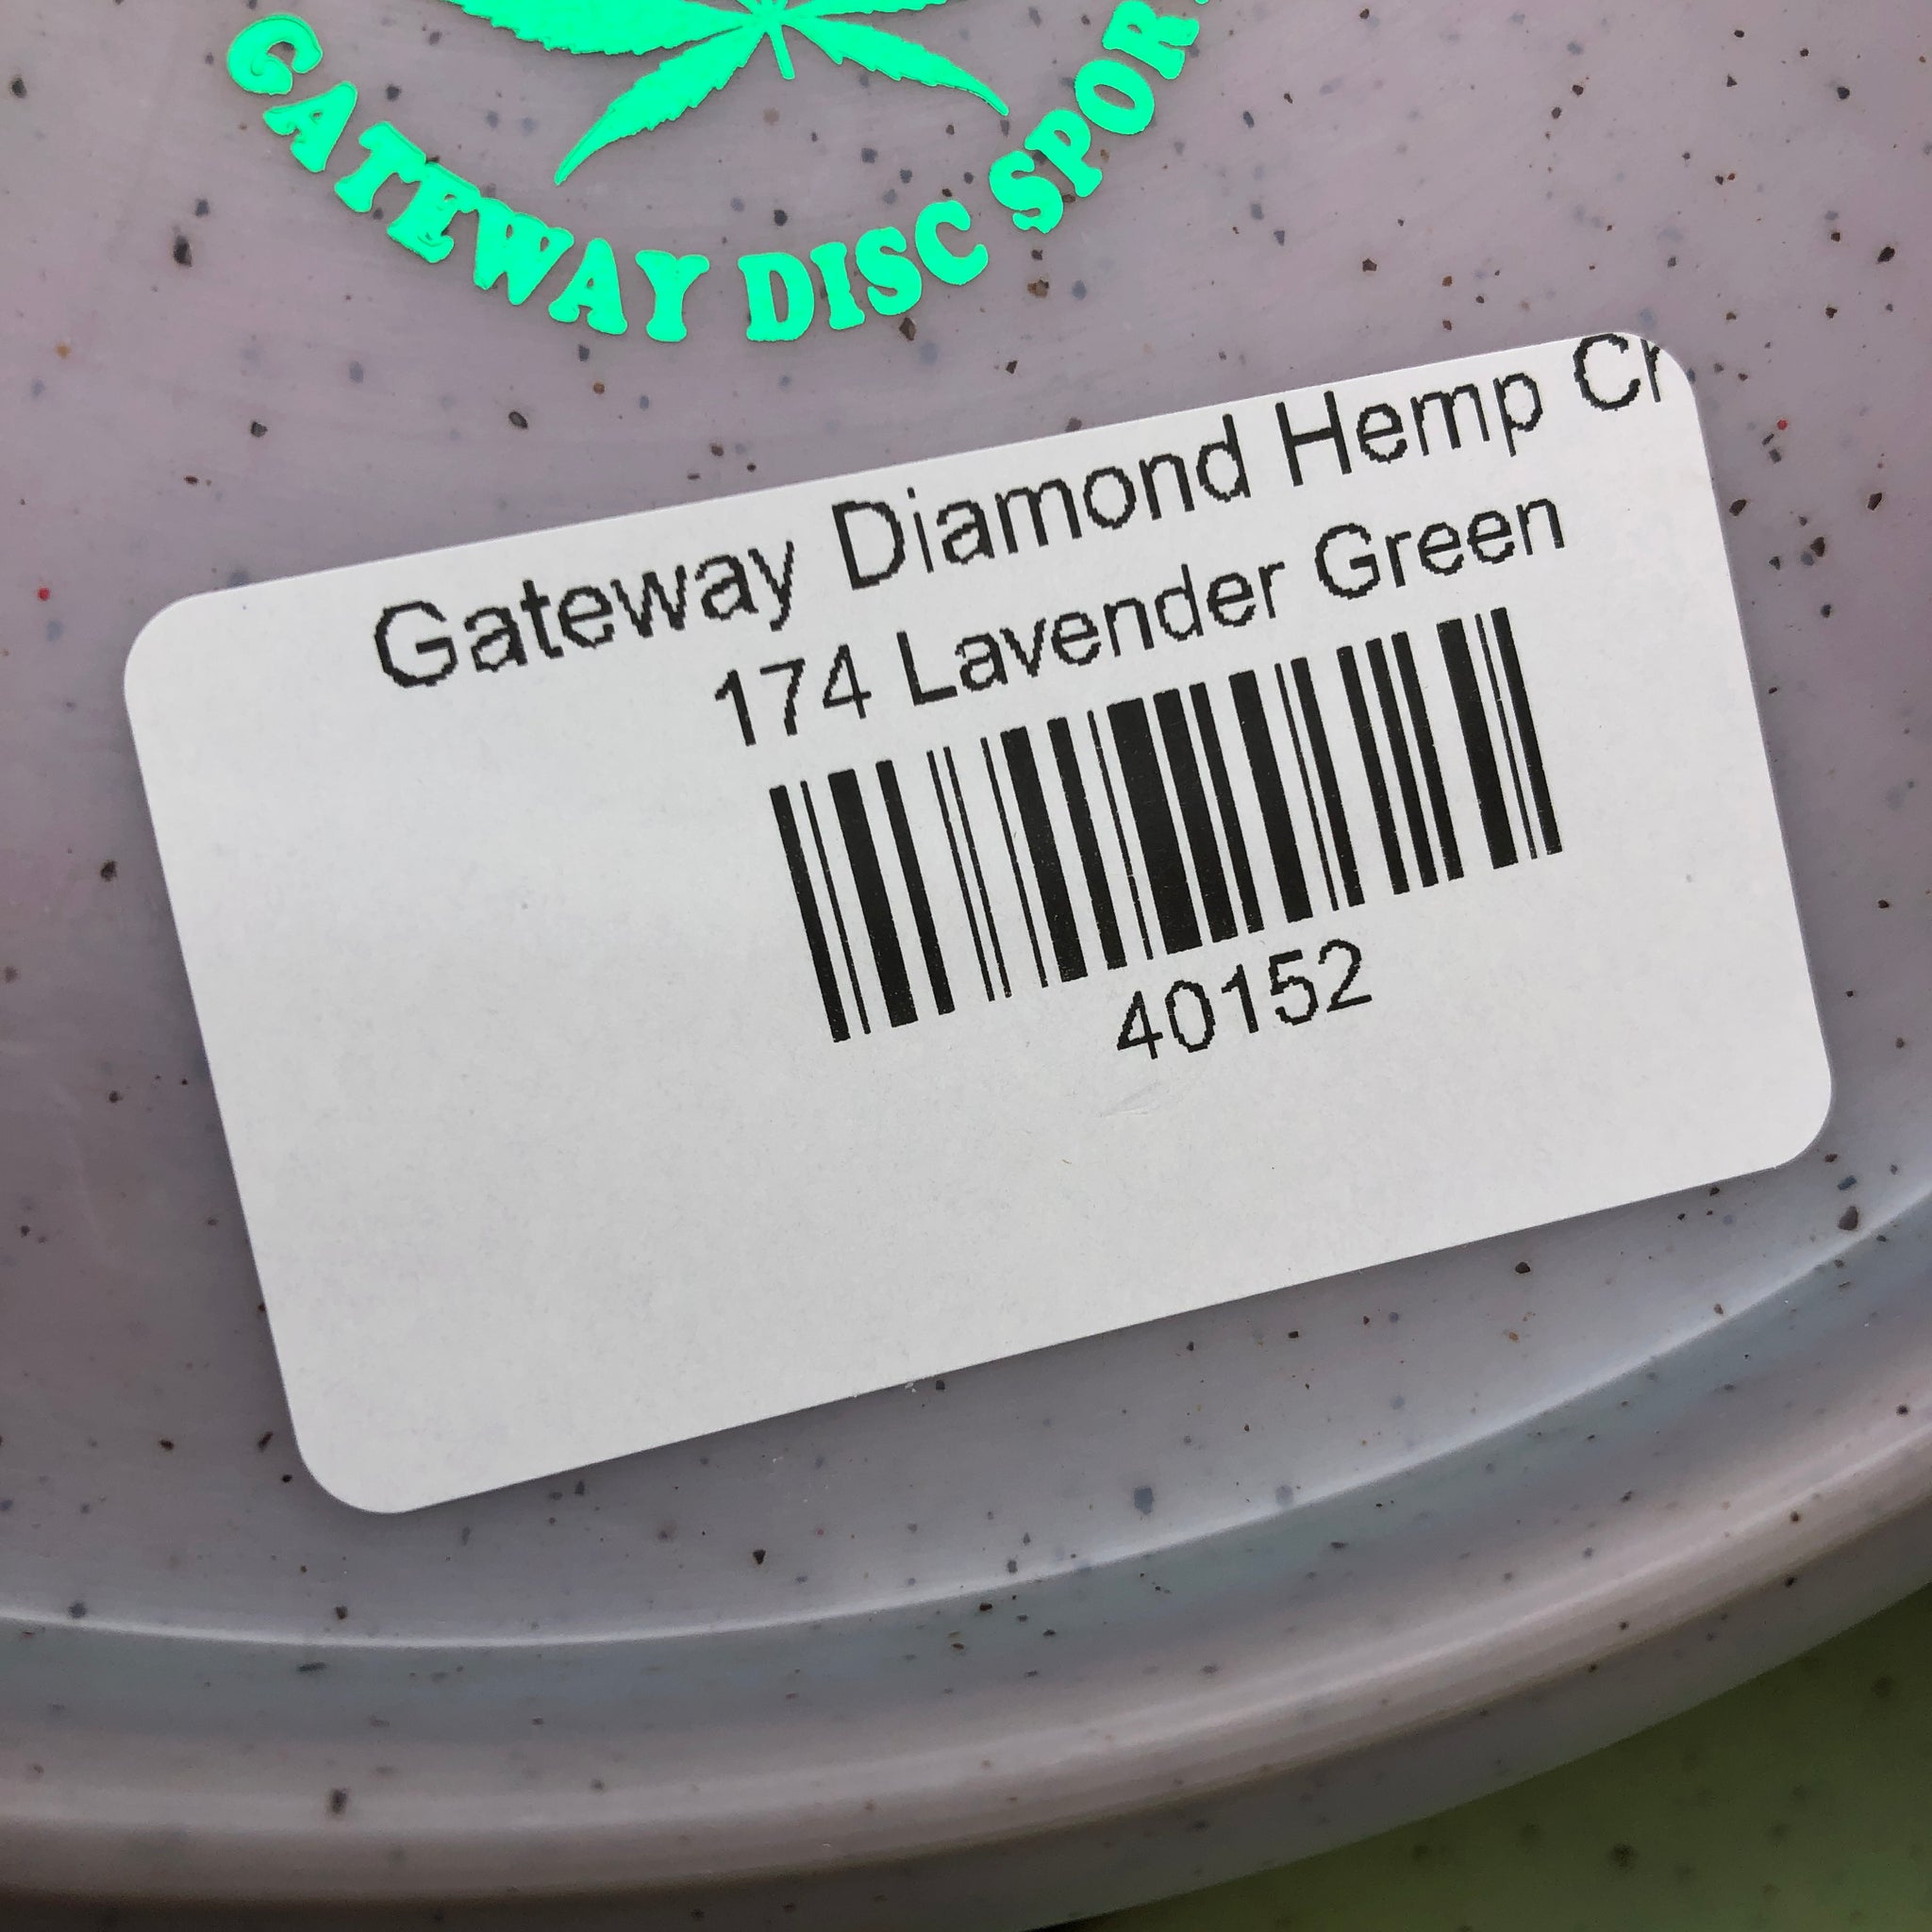 GATEWAY DISC SPOR
Gateway Diamond Hemp
174 Lavender Green
40152